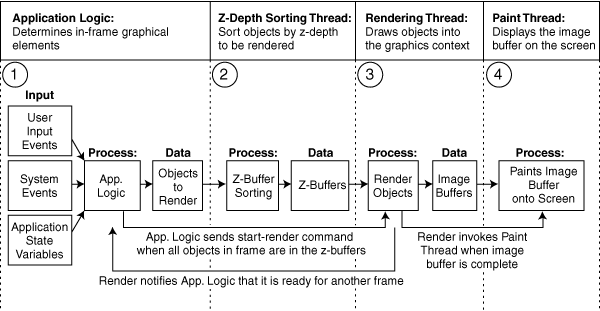 Application Logic:
Determines in-frame graphical
elements
Z-Depth Sorting Thread:
Sort objects by z-depth
to be rendered
Rendering Thread:
Draws objects into
the graphics context
Paint Thread:
Displays the image
buffer on the screen
1
2
3
4
Input
User
Input
Events
System
Events
Application
State
Variables
Process:
App.
Logic
Data
Objects
to
Render
Process:
Z-Buffer
Sorting
Data
Z-Buffers
Process:
Render
Objects
Data
Image
Buffers
Process:
Paints Image
Buffer
onto Screen
App. Logic sends start-render command
when all objects in frame are in the z-buffers
Render invokes Paint
Thread when image
buffer is complete
Render notifies App. Logic that it is ready for another frame